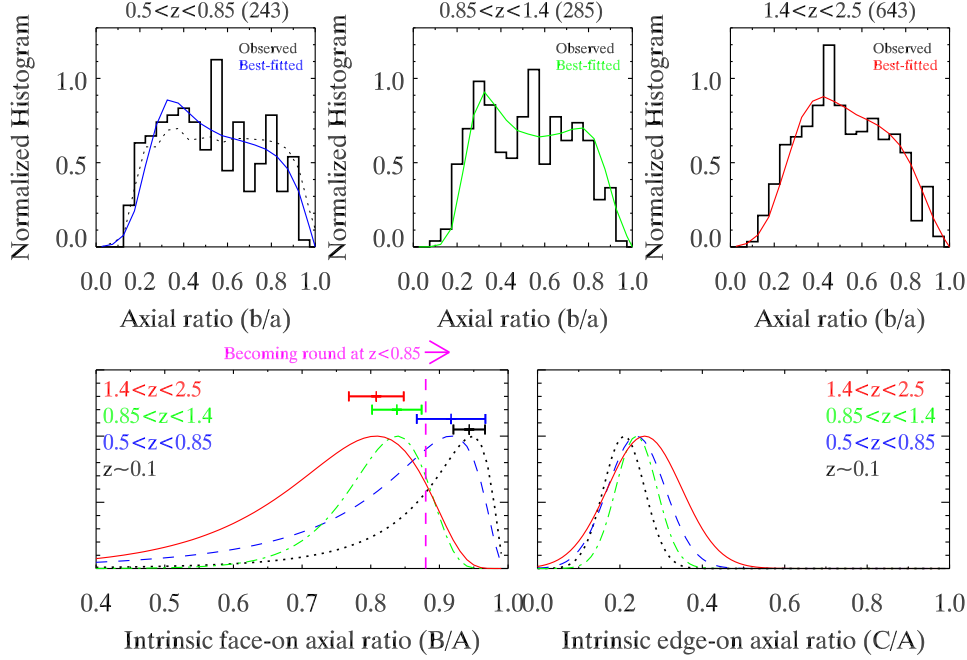 0.5<z<0.85 (243)
0.85<z<1.4 (285)
1.4<z<2.5 (643)
Normalized Histogram
1.0
0.5
0.0
Observed
Best-fitted
0.0 0.2 0.4 0.6 0.8 1.0
Axial ratio (b/a)
Normalized Histogram
1.0
0.5
0.0
Observed
Best-fitted
0.0 0.2 0.4 0.6 0.8 1.0
Axial ratio (b/a)
Normalized Histogram
1.0
0.5
0.0
Observed
Best-fitted
0.0 0.2 0.4 0.6 0.8 1.0
Axial ratio (b/a)
Becoming round at z<0.85
1.4<z<2.5
0.85<z<1.4
0.5<z<0.85
z~0.1
0.4 0.5 0.6 0.7 0.8 0.9 1.0
Intrinsic face-on axial ratio (B/A)
1.4<z<2.5
0.85<z<1.4
0.5<z<0.85
z~0.1
0.0 0.2 0.4 0.6 0.8 1.0
Intrinsic edge-on axial ratio (C/A)